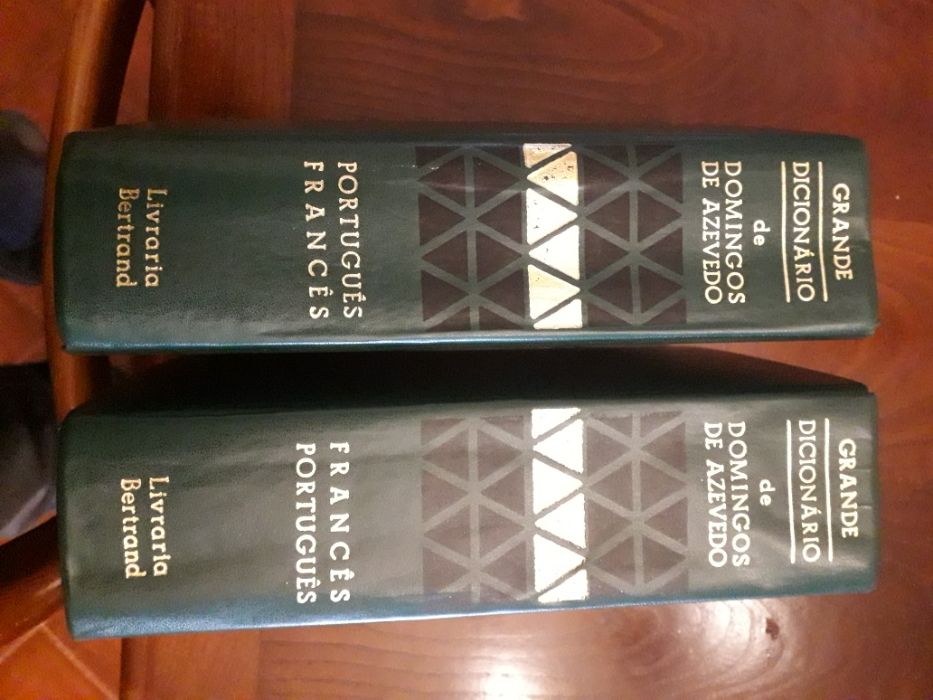 GRANDE
DICIONÁRIO
de
DOMINGOS
DE AZEVEDO
PORTUGUÊS
FRANCÊS
Livraria
Bertrand
GRANDE
DICIONÁRIO
de
DOMINGOS
DE AZEVEDO
FRANCÊS
PORTUGUÊS
Livraria
Bertrand